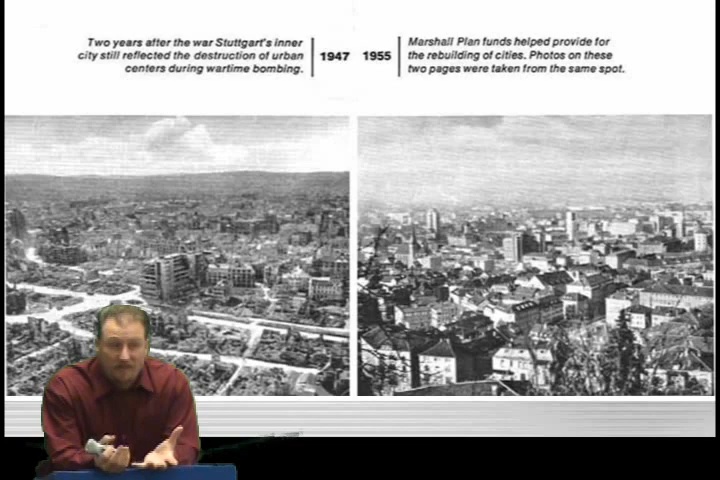 Two years after the war Stuttgart's inner
city still reflected the destruction of urban
centers during wartime bombing.
1947
1955
Marshall Plan funds helped provide for
the rebuilding of cities. Photos on these
two pages were taken from the same spot.